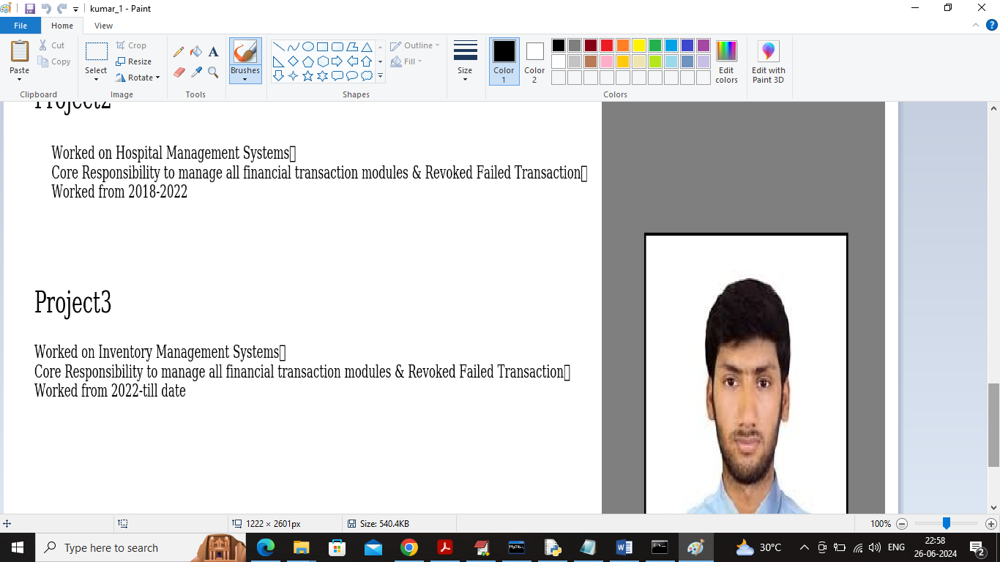 kumar_1 - Paint
File Home View
Paste
Cut
Copy
Clipboard
Select
Crop
Resize
Rotate
Image
A
Tools
Brushes
Outline
Fill
Shapes
Size
Color 1
Color 2
Edit colors
Colors
Edit with Paint 3D
Project2
Worked on Hospital Management Systems▯
Core Responsibility to manage all financial transaction modules & Revoked Failed Transaction▯
Worked from 2018-2022
Project3
Worked on Inventory Management Systems▯
Core Responsibility to manage all financial transaction modules & Revoked Failed Transaction▯
Worked from 2022-till date
1222 × 2601px
Size: 540.4KB
100%
Type here to search
30°C
ENG
22:58
26-06-2024
2